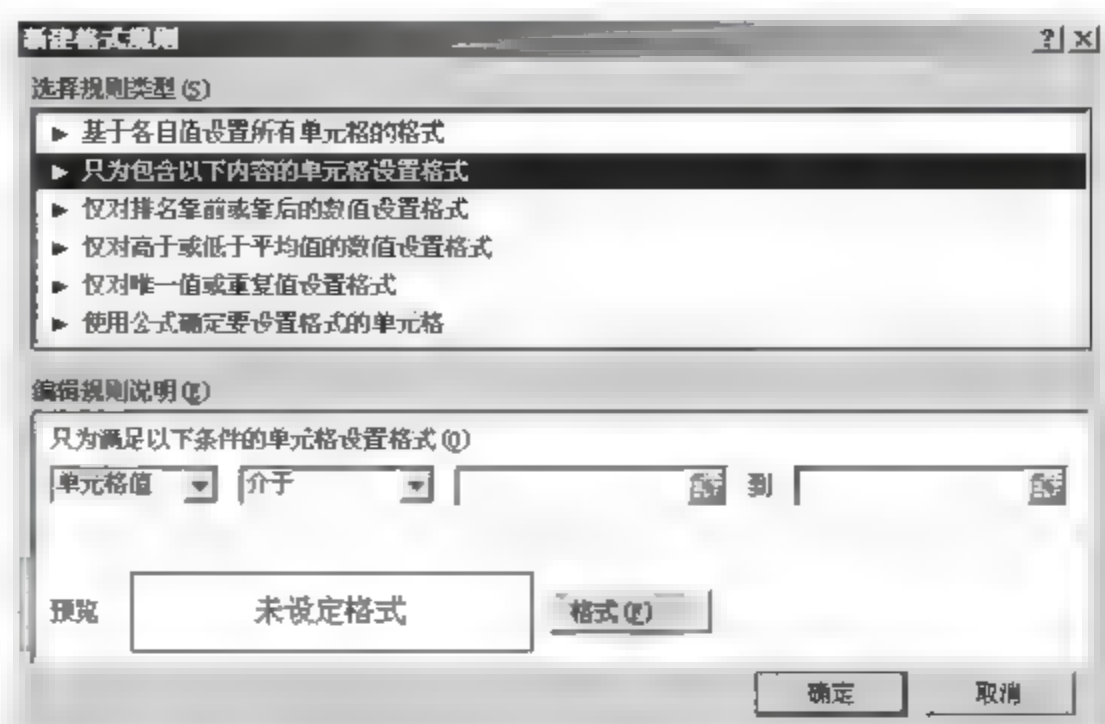 新建格式规则
选择规则类型(S)
► 基于各自值设置所有单元格的格式
► 只为包含以下内容的单元格设置格式
► 仅对排名靠前或靠后的数值设置格式
► 仅对高于或低于平均值的数值设置格式
► 仅对唯一值或重复值设置格式
► 使用公式确定要设置格式的单元格
编辑规则说明(E)
只为满足以下条件的单元格设置格式(O)
单元格值 介于 到
预览 未设定格式 格式(F)
确定 取消